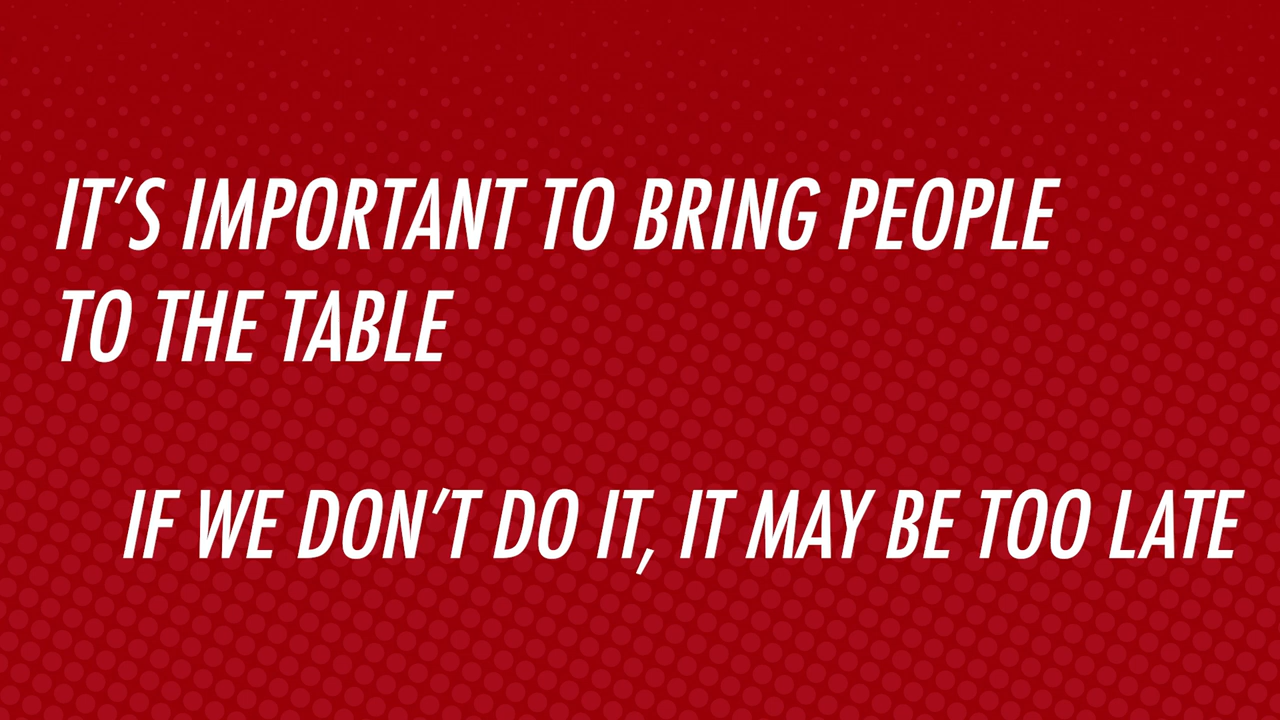 IT’S IMPORTANT TO BRING PEOPLE
TO THE TABLE
IF WE DON’T DO IT, IT MAY BE TOO LATE